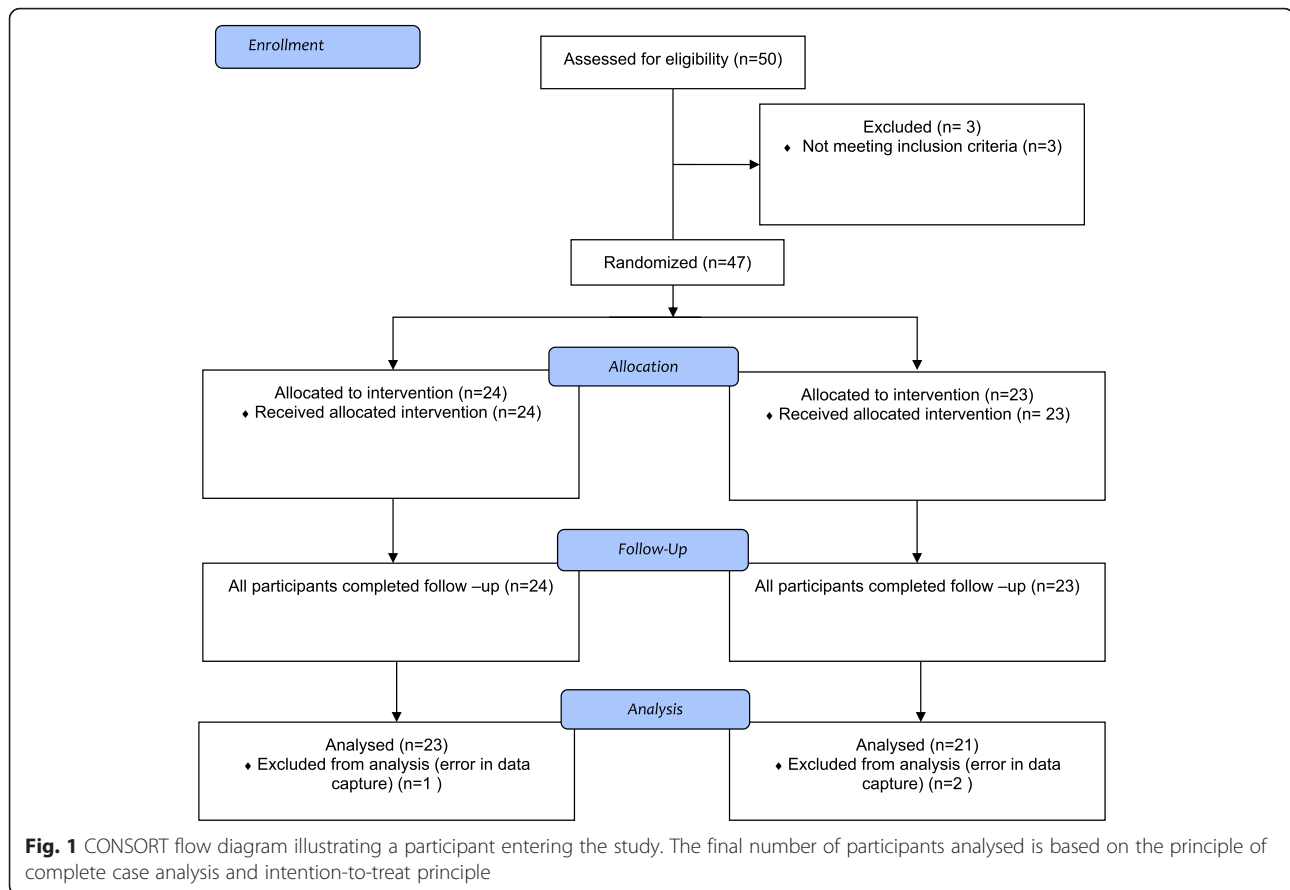 Enrollment
Assessed for eligibility (n=50)
Excluded (n= 3)
♦ Not meeting inclusion criteria (n=3)
Randomized (n=47)
Allocation
Allocated to intervention (n=24)
♦ Received allocated intervention (n=24)
Allocated to intervention (n=23)
♦ Received allocated intervention (n= 23)
Follow-Up
All participants completed follow –up (n=24)
All participants completed follow –up (n=23)
Analysis
Analysed (n=23)
♦ Excluded from analysis (error in data
capture) (n=1 )
Analysed (n=21)
♦ Excluded from analysis (error in data
capture) (n=2 )
Fig. 1 CONSORT flow diagram illustrating a participant entering the study. The final number of participants analysed is based on the principle of
complete case analysis and intention-to-treat principle